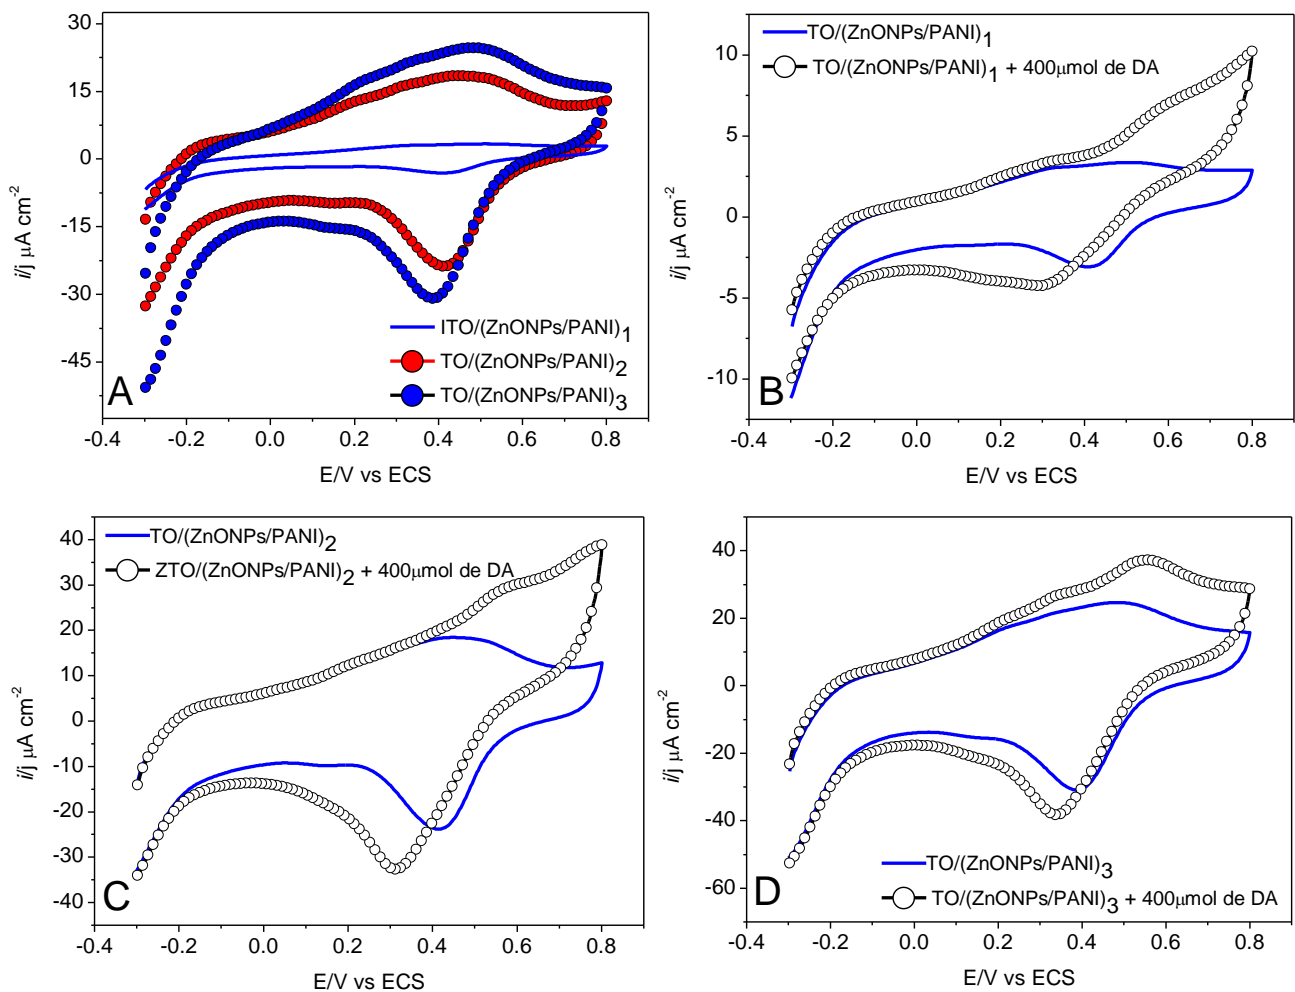 30
15
0
-15
-30
-45
i/j μA cm-2
ITO/(ZnONPs/PANI)1
TO/(ZnONPs/PANI)2
TO/(ZnONPs/PANI)3
A
-0.4 -0.2 0.0 0.2 0.4 0.6 0.8
E/V vs ECS
10
5
0
-5
-10
i/j μA cm-2
TO/(ZnONPs/PANI)1
TO/(ZnONPs/PANI)1 + 400μmol de DA
B
-0.4 -0.2 0.0 0.2 0.4 0.6 0.8
E/V vs ECS
40
30
20
10
0
-10
-20
-30
-40
i/j μA cm-2
TO/(ZnONPs/PANI)2
ZTO/(ZnONPs/PANI)2 + 400μmol de DA
C
-0.4 -0.2 0.0 0.2 0.4 0.6 0.8
E/V vs ECS
40
20
0
-20
-40
-60
i/j μA cm-2
TO/(ZnONPs/PANI)3
TO/(ZnONPs/PANI)3 + 400μmol de DA
D
-0.4 -0.2 0.0 0.2 0.4 0.6 0.8
E/V vs ECS